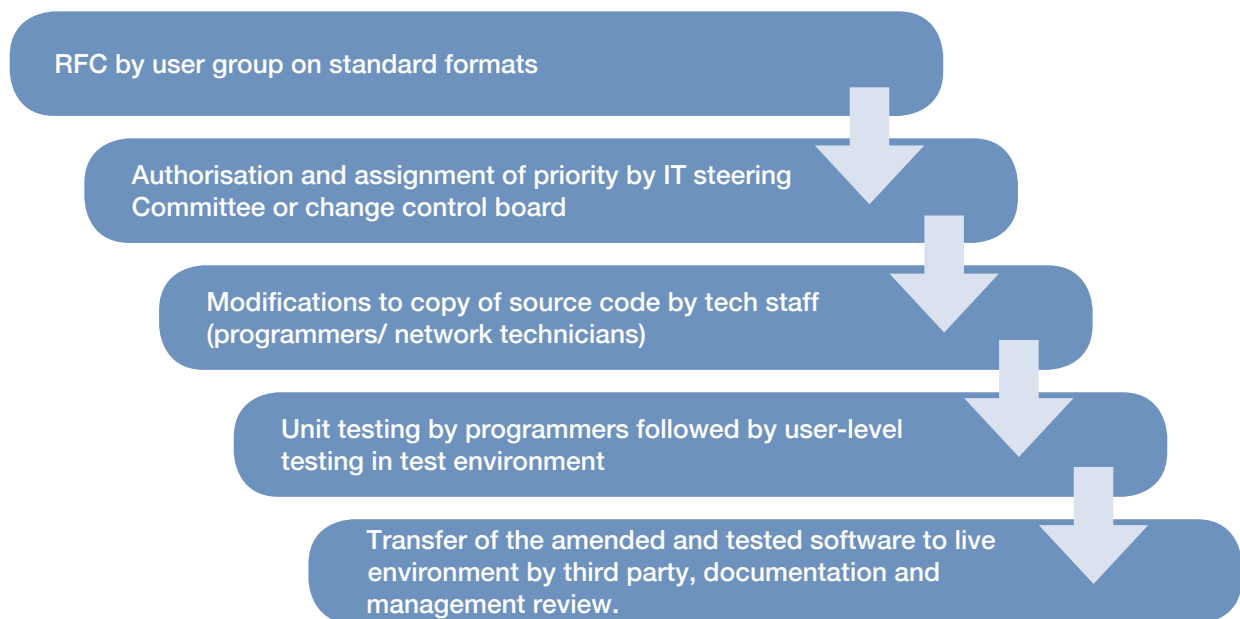 RFC by user group on standard formats
Authorisation and assignment of priority by IT steering
Committee or change control board
Modifications to copy of source code by tech staff
(programmers/ network technicians)
Unit testing by programmers followed by user-level
testing in test environment
Transfer of the amended and tested software to live
environment by third party, documentation and
management review.